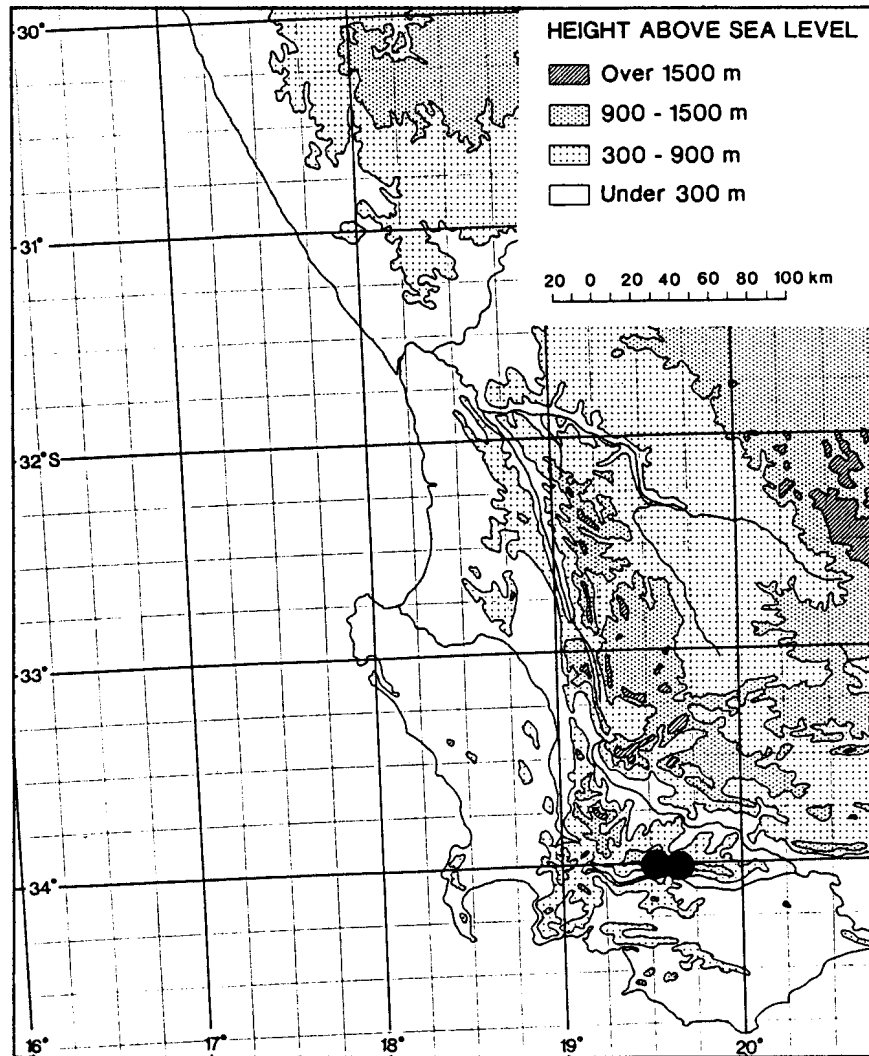 HEIGHT ABOVE SEA LEVEL
Over 1500 m
900 - 1500 m
300 - 900 m
Under 300 m
20 0 20 40 60 80 100 km
30°
31°
32°S
33°
34°
16° 17° 18° 19° 20°